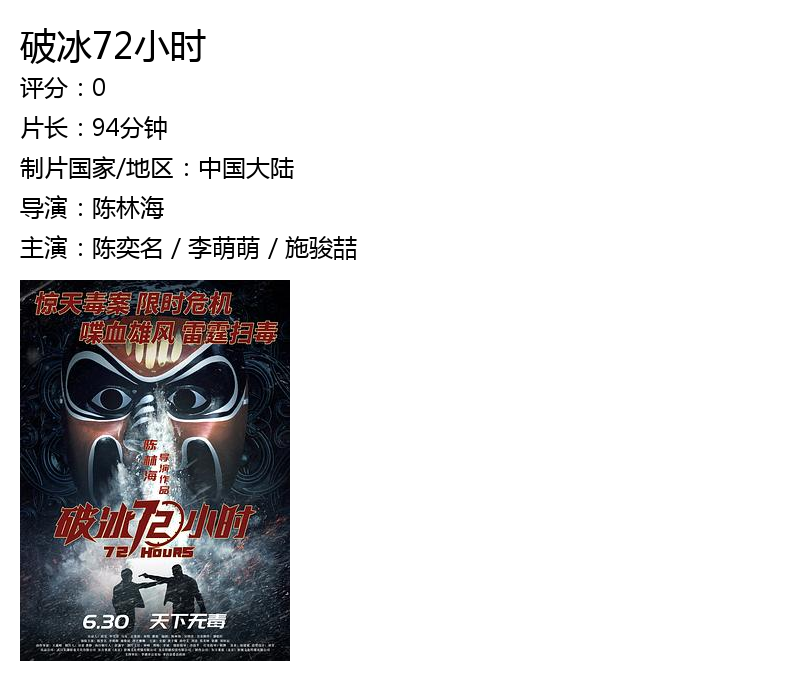 破冰72小时
评分：0
片长：94分钟
制片国家/地区：中国大陆
导演：陈林海
主演：陈奕名 / 李萌萌 / 施骏喆
惊天毒案 限时危机
喋血雄风 雷霆扫毒
陈林海
导演作品
破冰72小时
72 HOURS
6.30 天下无毒